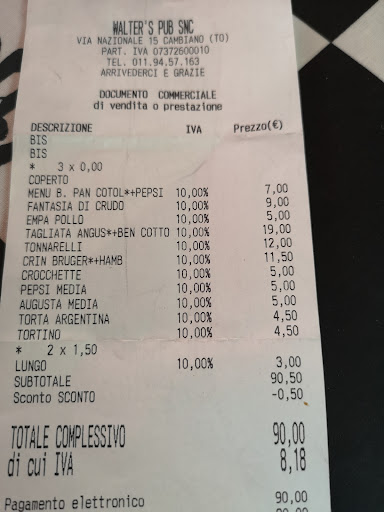 WALTER'S PUB SNC
VIA NAZIONALE 15 CAMBIANO (TO)
PART. IVA 07372600010
TEL. 011.94.57.163
ARRIVEDERCI E GRAZIE
DOCUMENTO COMMERCIALE
di vendita o prestazione
DESCRIZIONE IVA Prezzo(€)
BIS
BIS
* 3 x 0,00
COPERTO
MENU B. PAN COTOL*+PEPSI 10,00% 7,00
FANTASIA DI CRUDO 10,00% 9,00
EMPA POLLO 10,00% 5,00
TAGLIATA ANGUS*+BEN COTTO 10,00% 19,00
TONNARELLI 10,00% 12,00
CRIN BRUGER*+HAMB 10,00% 11,50
CROCCHETTE 10,00% 5,00
PEPSI MEDIA 10,00% 5,00
AUGUSTA MEDIA 10,00% 5,00
TORTA ARGENTINA 10,00% 4,50
TORTINO 10,00% 4,50
* 2 x 1,50
LUNGO 10,00% 3,00
SUBTOTALE 90,50
Sconto SCONTO -0,50
TOTALE COMPLESSIVO 90,00
di cui IVA 8,18
Pagamento elettronico 90,00